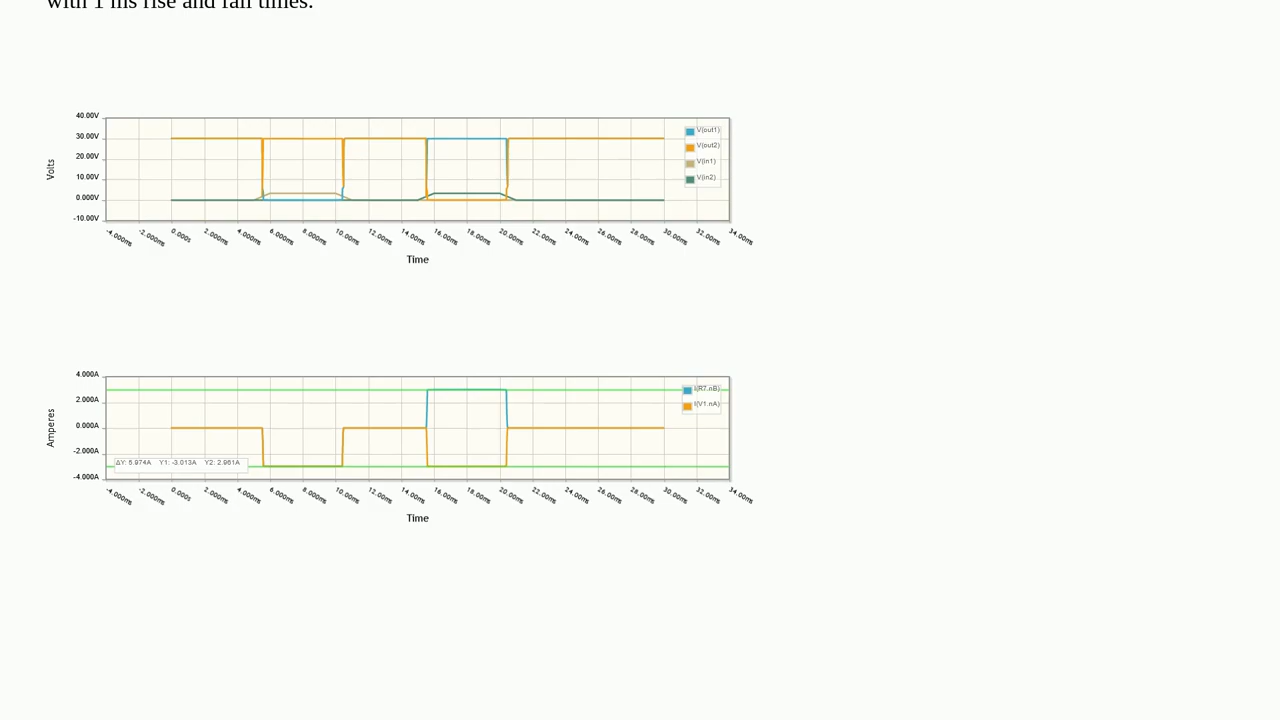 with 1 ms rise and fall times.
40.00V
30.00V
20.00V
10.00V
0.000V
-10.00V
Volts
V(out1)
V(out2)
V(in1)
V(in2)
-4.000ms -2.000ms 0.000s 2.000ms 4.000ms 6.000ms 8.000ms 10.00ms 12.00ms 14.00ms 16.00ms 18.00ms 20.00ms 22.00ms 24.00ms 26.00ms 28.00ms 30.00ms 32.00ms 34.00ms
Time
4.000A
2.000A
0.000A
-2.000A
-4.000A
Amperes
I(R7.nB)
I(V1.nA)
ΔY: 5.974A Y1: -3.013A Y2: 2.961A
-4.000ms -2.000ms 0.000s 2.000ms 4.000ms 6.000ms 8.000ms 10.00ms 12.00ms 14.00ms 16.00ms 18.00ms 20.00ms 22.00ms 24.00ms 26.00ms 28.00ms 30.00ms 32.00ms 34.00ms
Time